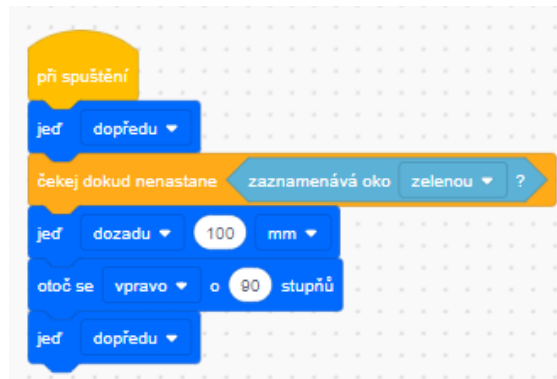 při spuštění
jeď dopředu
čekej dokud nenastane zaznamenává oko zelenou ?
jeď dozadu 100 mm
otoč se vpravo o 90 stupňů
jeď dopředu